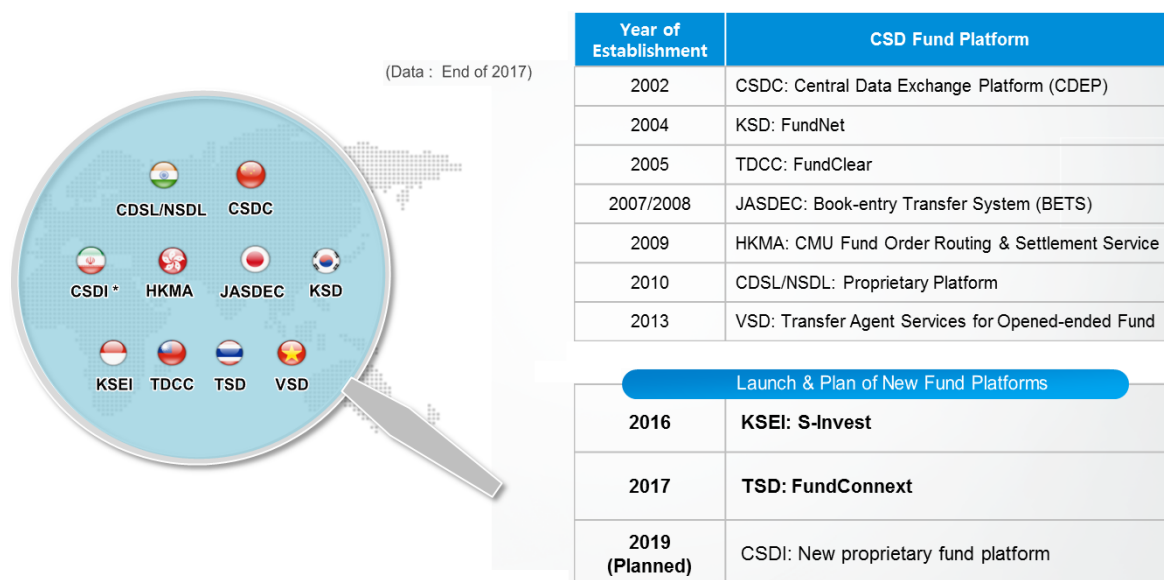 (Data : End of 2017)
CDSL/NSDL CSDC
CSDI * HKMA JASDEC KSD
KSEI TDCC TSD VSD
Year of
Establishment
CSD Fund Platform
2002 CSDC: Central Data Exchange Platform (CDEP)
2004 KSD: FundNet
2005 TDCC: FundClear
2007/2008 JASDEC: Book-entry Transfer System (BETS)
2009 HKMA: CMU Fund Order Routing & Settlement Service
2010 CDSL/NSDL: Proprietary Platform
2013 VSD: Transfer Agent Services for Opened-ended Fund
Launch & Plan of New Fund Platforms
2016 KSEI: S-Invest
2017 TSD: FundConnext
2019
(Planned)
CSDI: New proprietary fund platform